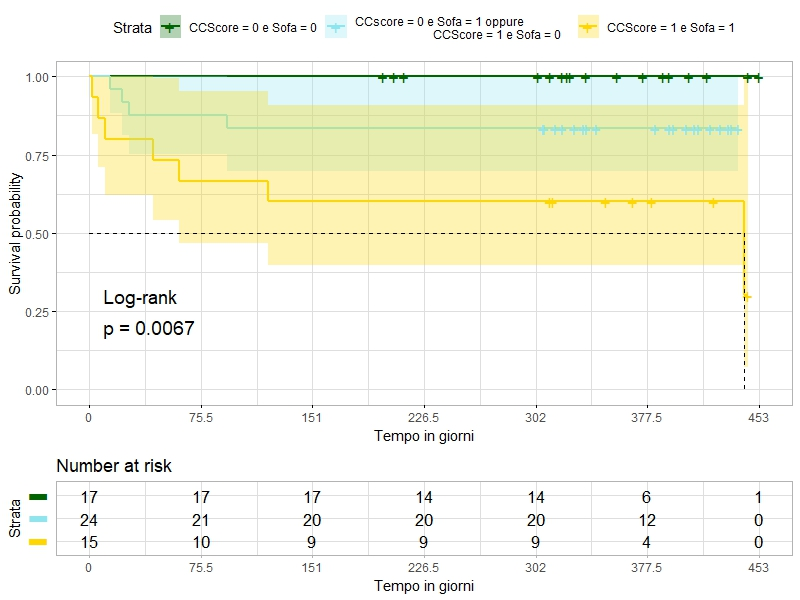 Strata CCScore = 0 e Sofa = 0 CCscore = 0 e Sofa = 1 oppure
CCScore = 1 e Sofa = 0 CCScore = 1 e Sofa = 1
1.00
0.75
0.50
0.25
0.00
Survival probability
Log-rank
p = 0.0067
0 75.5 151 226.5 302 377.5 453
Tempo in giorni
Number at risk
Strata
17 17 17 14 14 6 1
24 21 20 20 20 12 0
15 10 9 9 9 4 0
0 75.5 151 226.5 302 377.5 453
Tempo in giorni